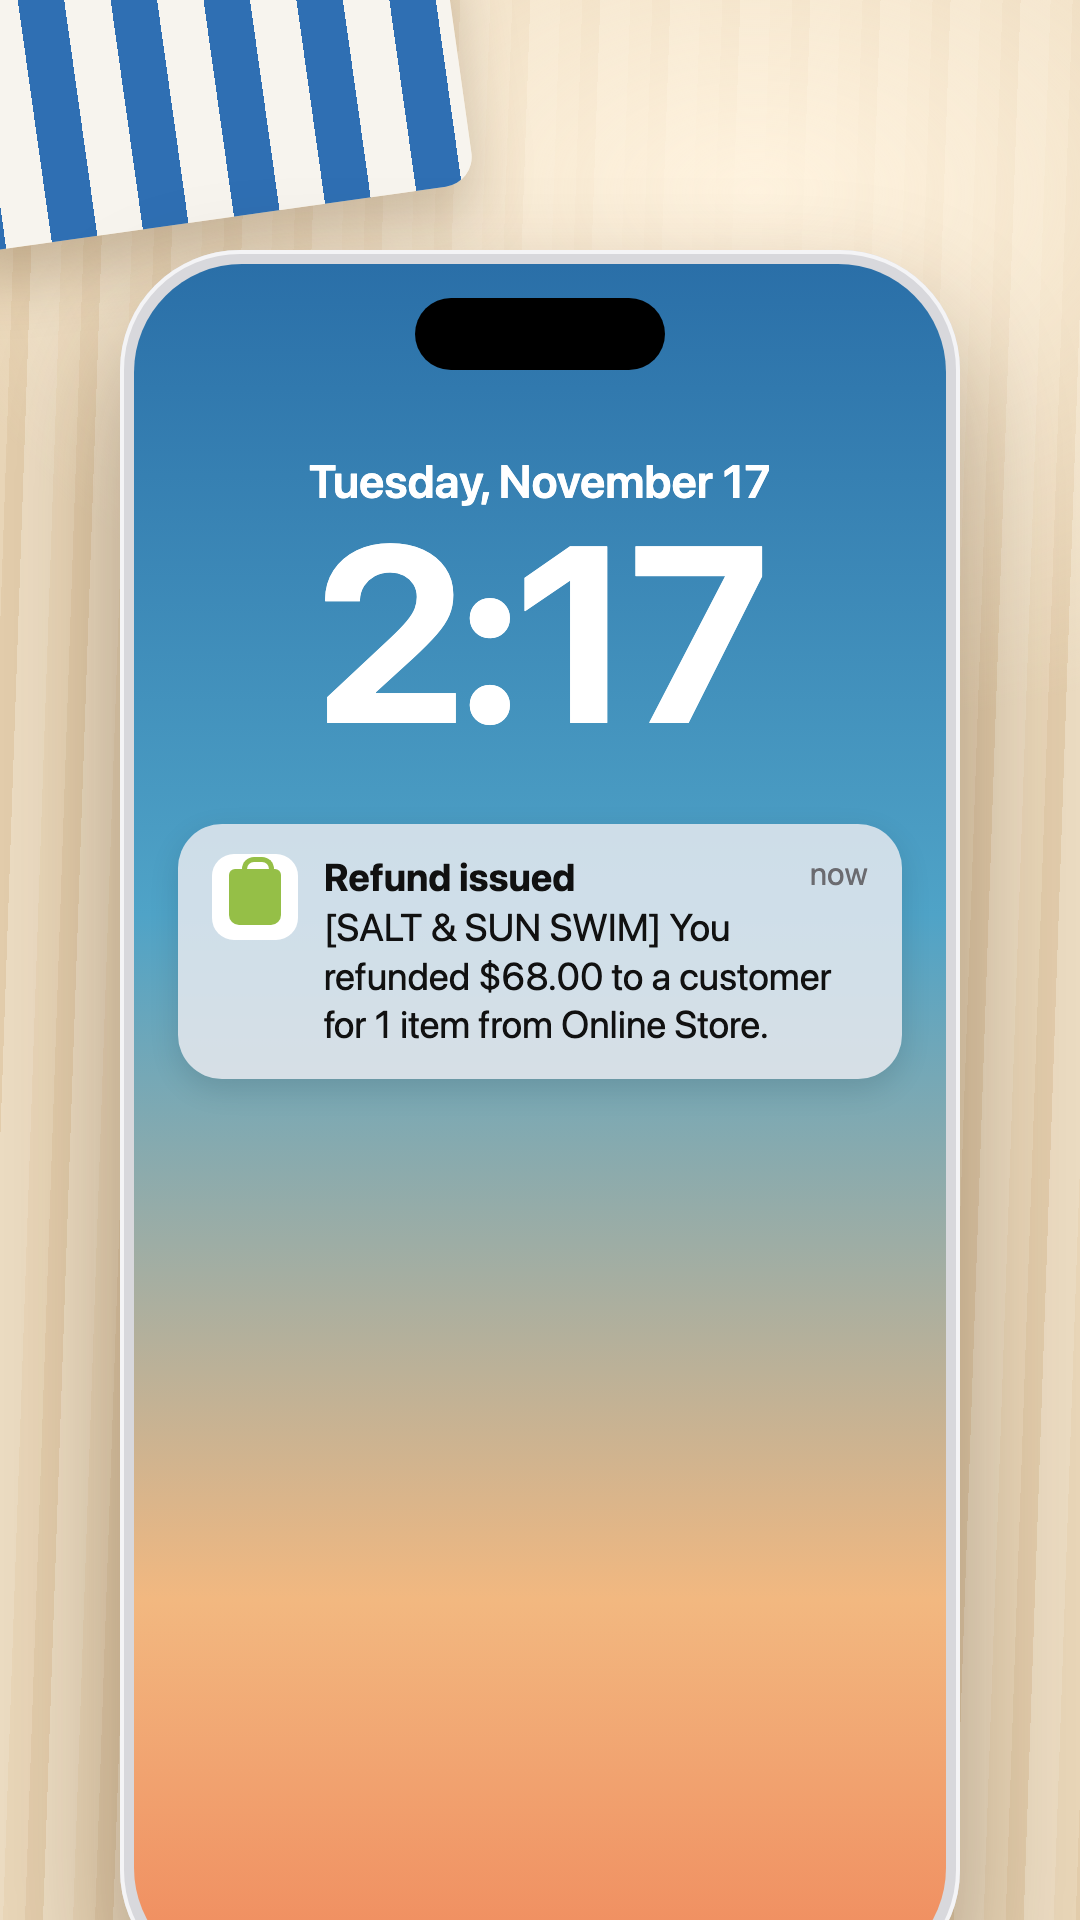 Tuesday, November 17
2:17
Refund issued
now
[SALT & SUN SWIM] You
refunded $68.00 to a customer
for 1 item from Online Store.